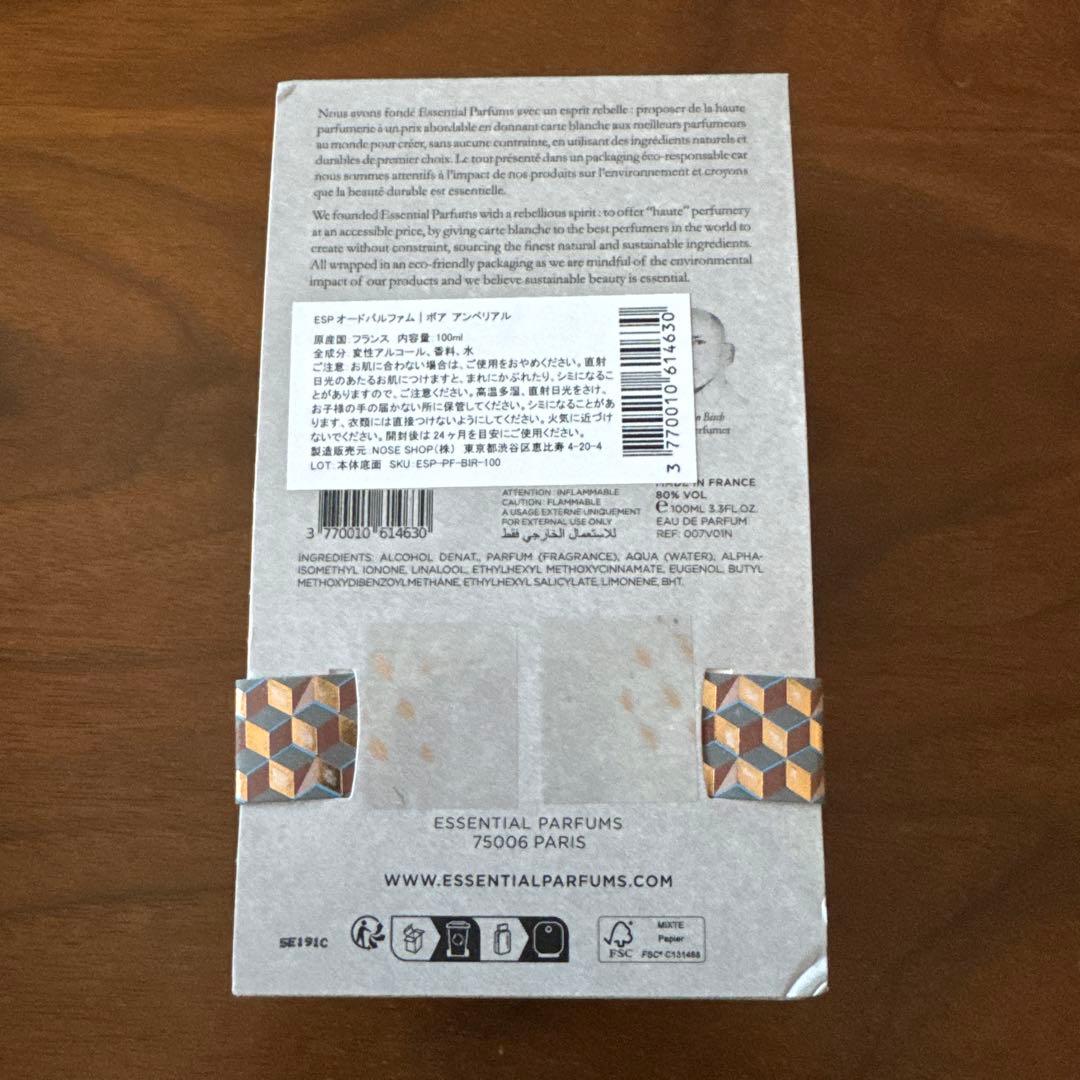 Nous avons fondé Essential Parfums avec un esprit rebelle : proposer de la haute
parfumerie à un prix abordable en donnant carte blanche aux meilleurs parfumeurs
au monde pour créer, sans aucune contrainte, en utilisant des ingrédients naturels et
durables de premier choix. Le tout présenté dans un packaging éco-responsable car
nous sommes attentifs à l'impact de nos produits sur l'environnement et croyons
que la beauté durable est essentielle.
We founded Essential Parfums with a rebellious spirit : to offer "haute" perfumery
at an accessible price, by giving carte blanche to the best perfumers in the world to
create without constraint, sourcing the finest natural and sustainable ingredients.
All wrapped in an eco-friendly packaging as we are mindful of the environmental
impact of our products and we believe sustainable beauty is essential.
ESP オードパルファム | ボア アンペリアル
原産国:フランス 内容量:100ml
全成分:変性アルコール、香料、水
ご注意:お肌に合わない場合は、ご使用をおやめください。直射
日光のあたるお肌につけますと、まれにかぶれたり、シミになるこ
とがありますので、ご注意ください。高温多湿、直射日光をさけ、
お子様の手の届かない所に保管してください。シミになることがあ
ります、衣類には直接つけないようにしてください。火気に近づけ
ないでください。開封後は24ヶ月を目安にご使用ください。
製造販売元:NOSE SHOP(株) 東京都渋谷区恵比寿4-20-4
LOT:本体底面 SKU:ESP-PF-BIR-100
3 770010 614630
n Bisch
erfumer
3 770010 614630
ATTENTION : INFLAMMABLE
CAUTION : FLAMMABLE
A USAGE EXTERNE UNIQUEMENT
FOR EXTERNAL USE ONLY
للاستعمال الخارجي فقط
MADE IN FRANCE
80% VOL
e 100ML 3.3FL.OZ.
EAU DE PARFUM
REF: 007V01N
INGREDIENTS: ALCOHOL DENAT., PARFUM (FRAGRANCE), AQUA (WATER), ALPHA-
ISOMETHYL IONONE, LINALOOL, ETHYLHEXYL METHOXYCINNAMATE, EUGENOL, BUTYL
METHOXYDIBENZOYLMETHANE, ETHYLHEXYL SALICYLATE, LIMONENE, BHT.
ESSENTIAL PARFUMS
75006 PARIS
WWW.ESSENTIALPARFUMS.COM
5E191C
FSC
MIXTE
Papier
FSC® C131488